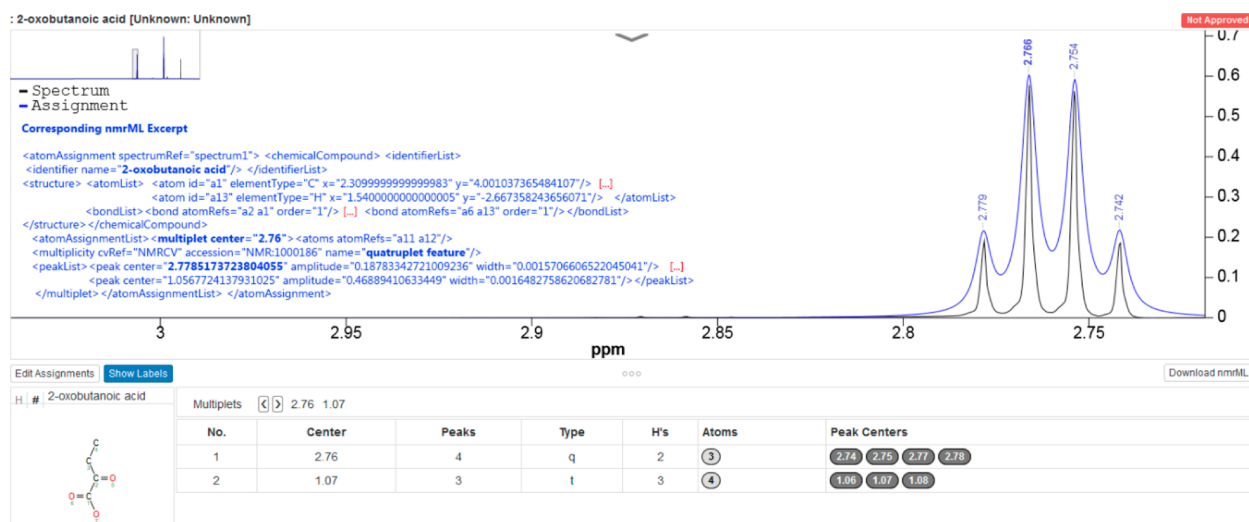 : 2-oxobutanoic acid [Unknown: Unknown]
Not Approved
Spectrum
Assignment
Corresponding nmrML Excerpt
<atomAssignment spectrumRef="spectrum1"> <chemicalCompound> <identifierList>
<identifier name="2-oxobutanoic acid"/> </identifierList>
<structure> <atomList> <atom id="a1" elementType="C" x="2.3099999999999983" y="4.001037365484107"/> [...]
<atom id="a13" elementType="H" x="1.5400000000000005" y="-2.667358243656071"/> </atomList>
<bondList><bond atomRefs="a2 a1" order="1"/> [...] <bond atomRefs="a6 a13" order="1"/></bondList>
</structure></chemicalCompound>
<atomAssignmentList><multiplet center="2.76"><atoms atomRefs="a11 a12"/>
<multiplicity cvRef="NMRCV" accession="NMR:1000186" name="quatruplet feature"/>
<peakList><peak center="2.7785173723804055" amplitude="0.18783342721009236" width="0.0015706606522045041"/> [...]
<peak center="1.0567724137931025" amplitude="0.46889410633449" width="0.0016482758620682781"/></peakList>
</multiplet></atomAssignmentList> </atomAssignment>
2.779
2.766
2.754
2.742
0.7
0.6
0.5
0.4
0.3
0.2
0.1
0
3 2.95 2.9 2.85 2.8 2.75
ppm
Edit Assignments Show Labels
Download nmrML
H # 2-oxobutanoic acid
Multiplets < > 2.76 1.07
No. Center Peaks Type H's Atoms Peak Centers
1 2.76 4 q 2 3 2.74 2.75 2.77 2.78
2 1.07 3 t 3 4 1.06 1.07 1.08
C
C
C=O
O=C
O